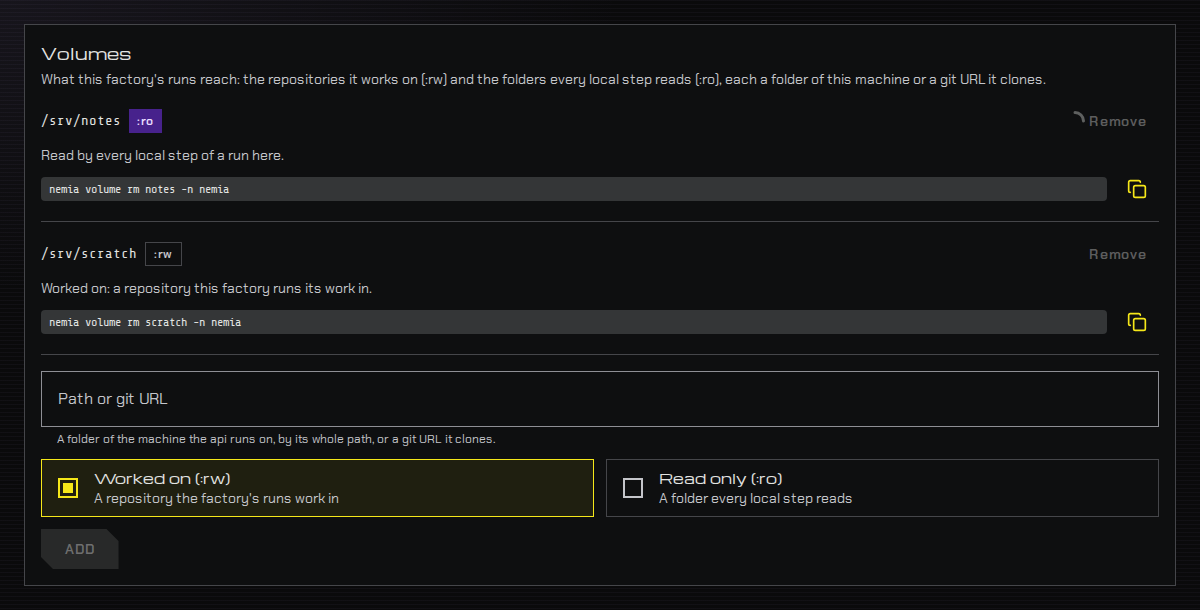 Volumes
What this factory's runs reach: the repositories it works on (:rw) and the folders every local step reads (:ro), each a folder of this machine or a git URL it clones.
/srv/notes :ro Remove
Read by every local step of a run here.
nemia volume rm notes -n nemia
/srv/scratch :rw Remove
Worked on: a repository this factory runs its work in.
nemia volume rm scratch -n nemia
Path or git URL
A folder of the machine the api runs on, by its whole path, or a git URL it clones.
Worked on (:rw)
A repository the factory's runs work in
Read only (:ro)
A folder every local step reads
ADD